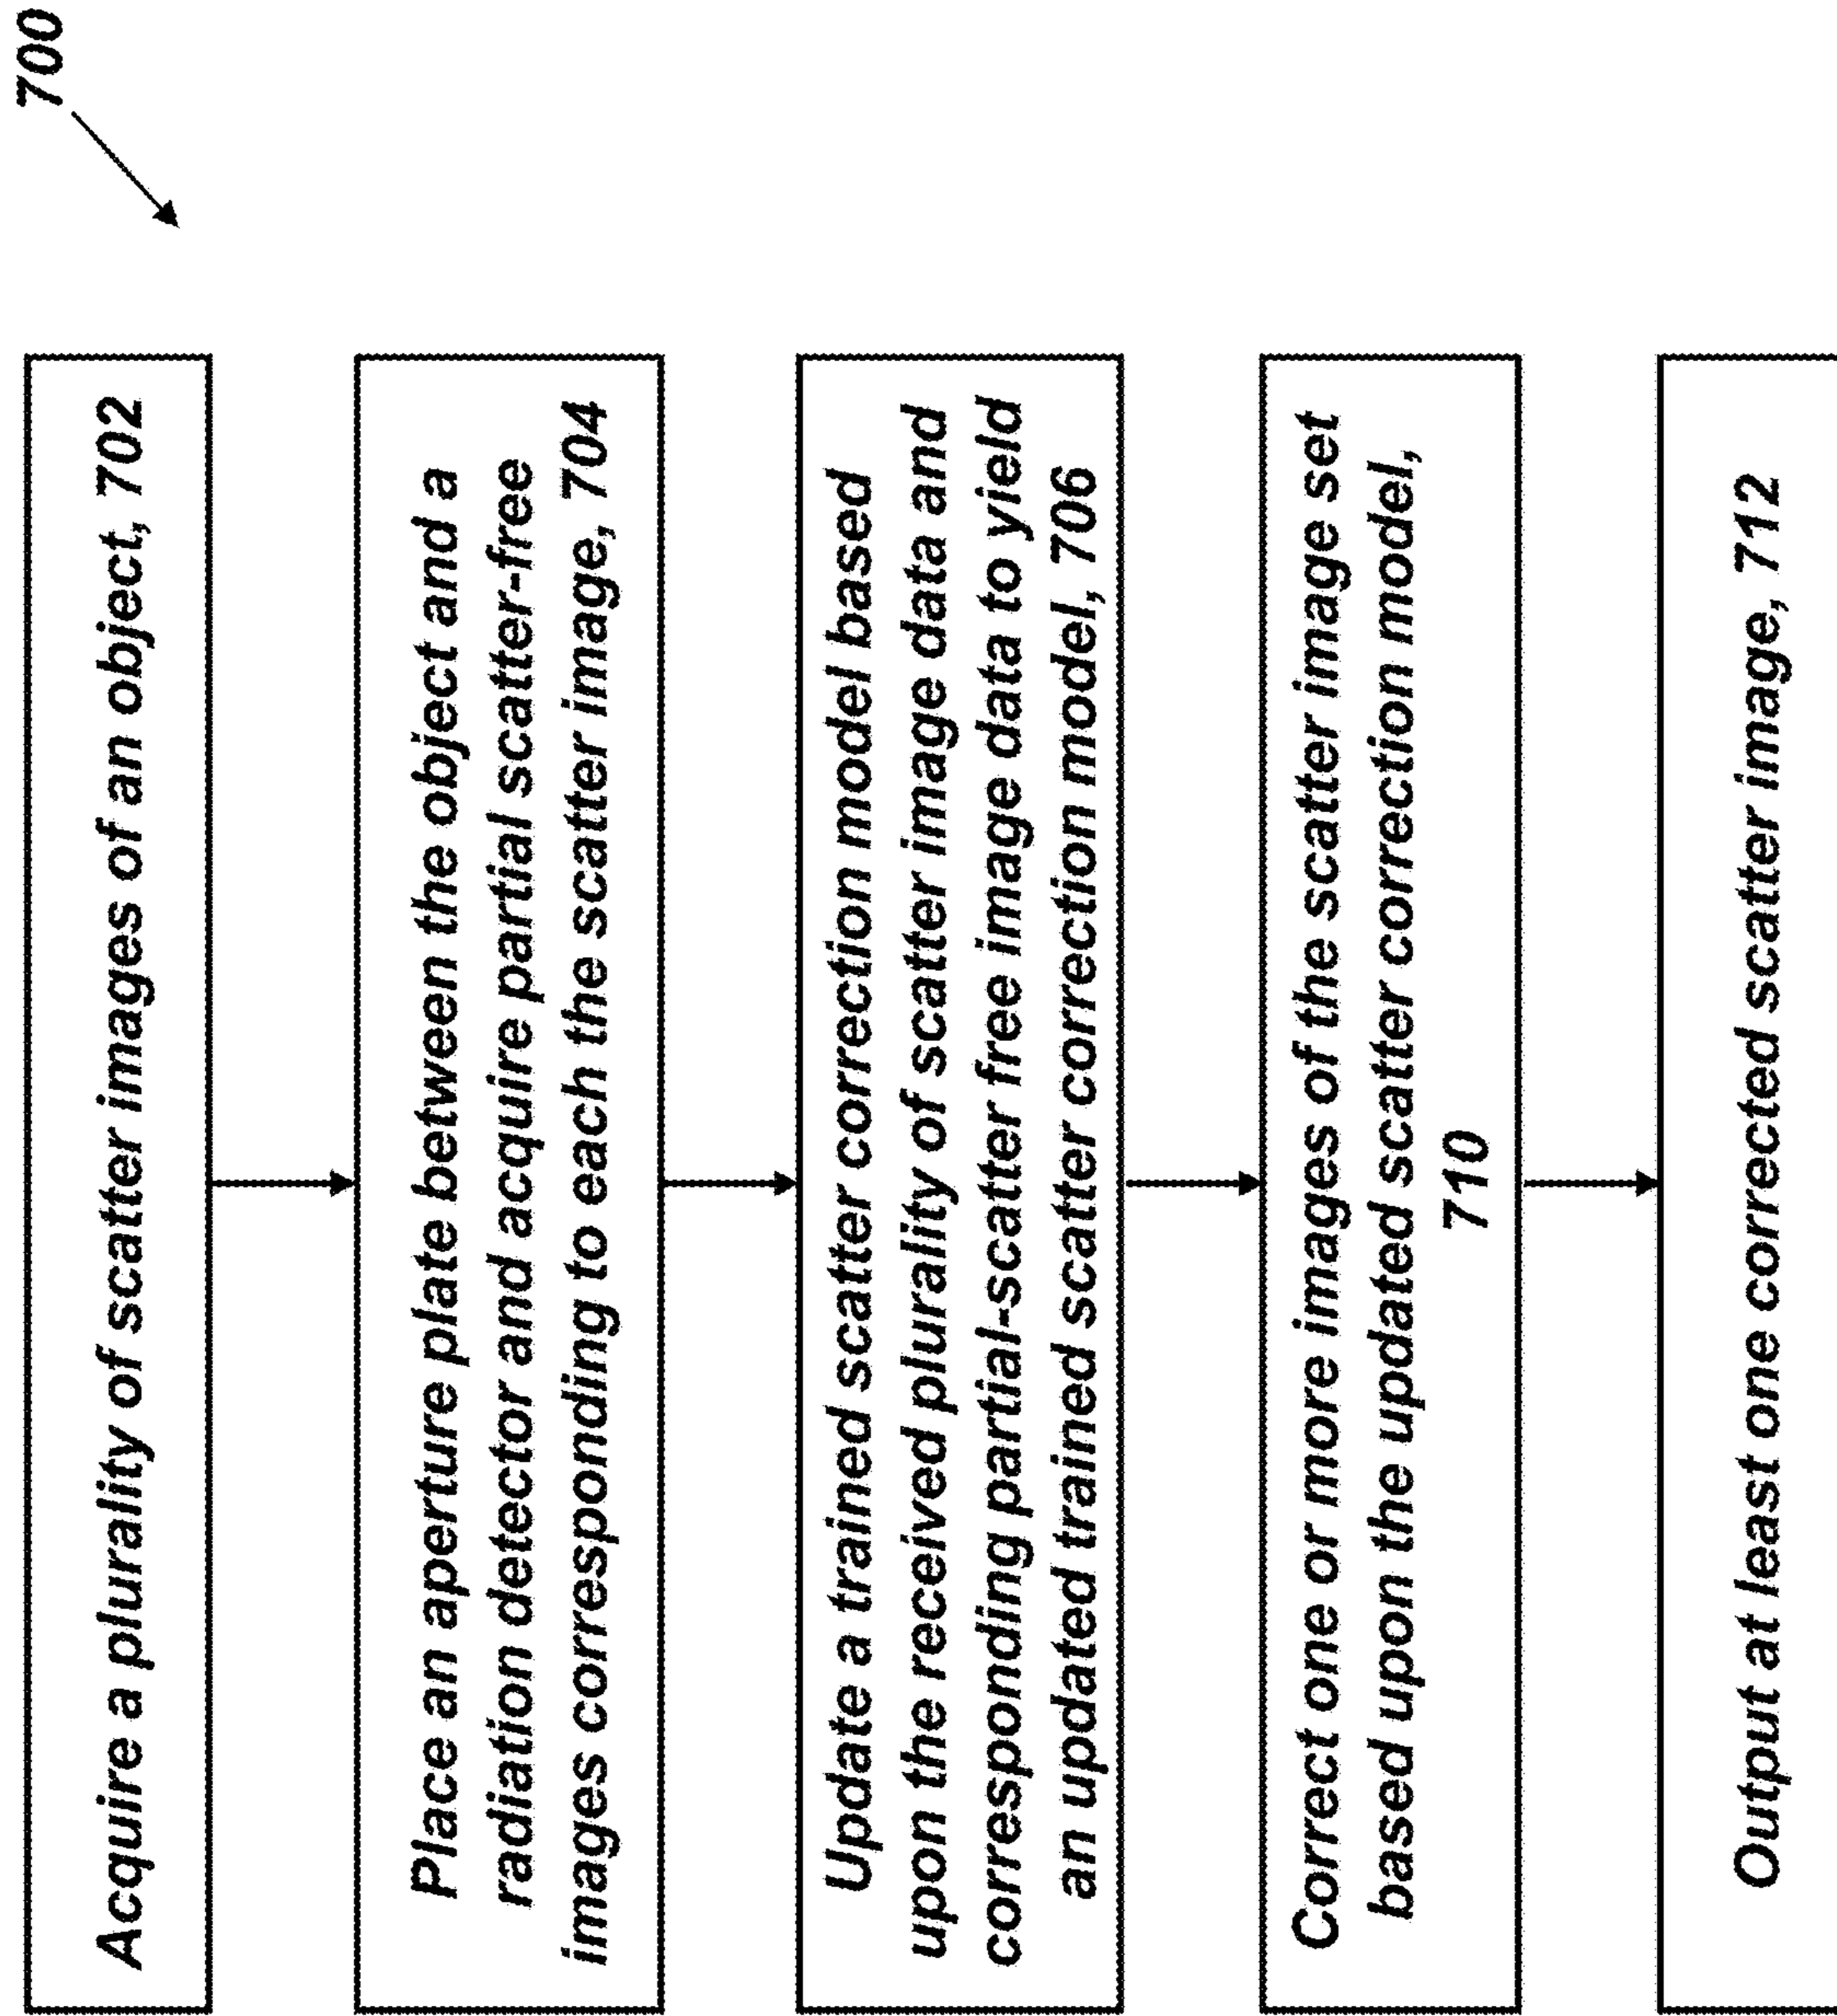 700
Acquire a plurality of scatter images of an object, 702
Place an aperture plate between the object and a
radiation detector and acquire partial scatter-free
images corresponding to each the scatter image, 704
Update a trained scatter correction model based
upon the received plurality of scatter image data and
corresponding partial-scatter free image data to yield
an updated trained scatter correction model, 706
Correct one or more images of the scatter image set
based upon the updated scatter correction model,
710
Output at least one corrected scatter image, 712